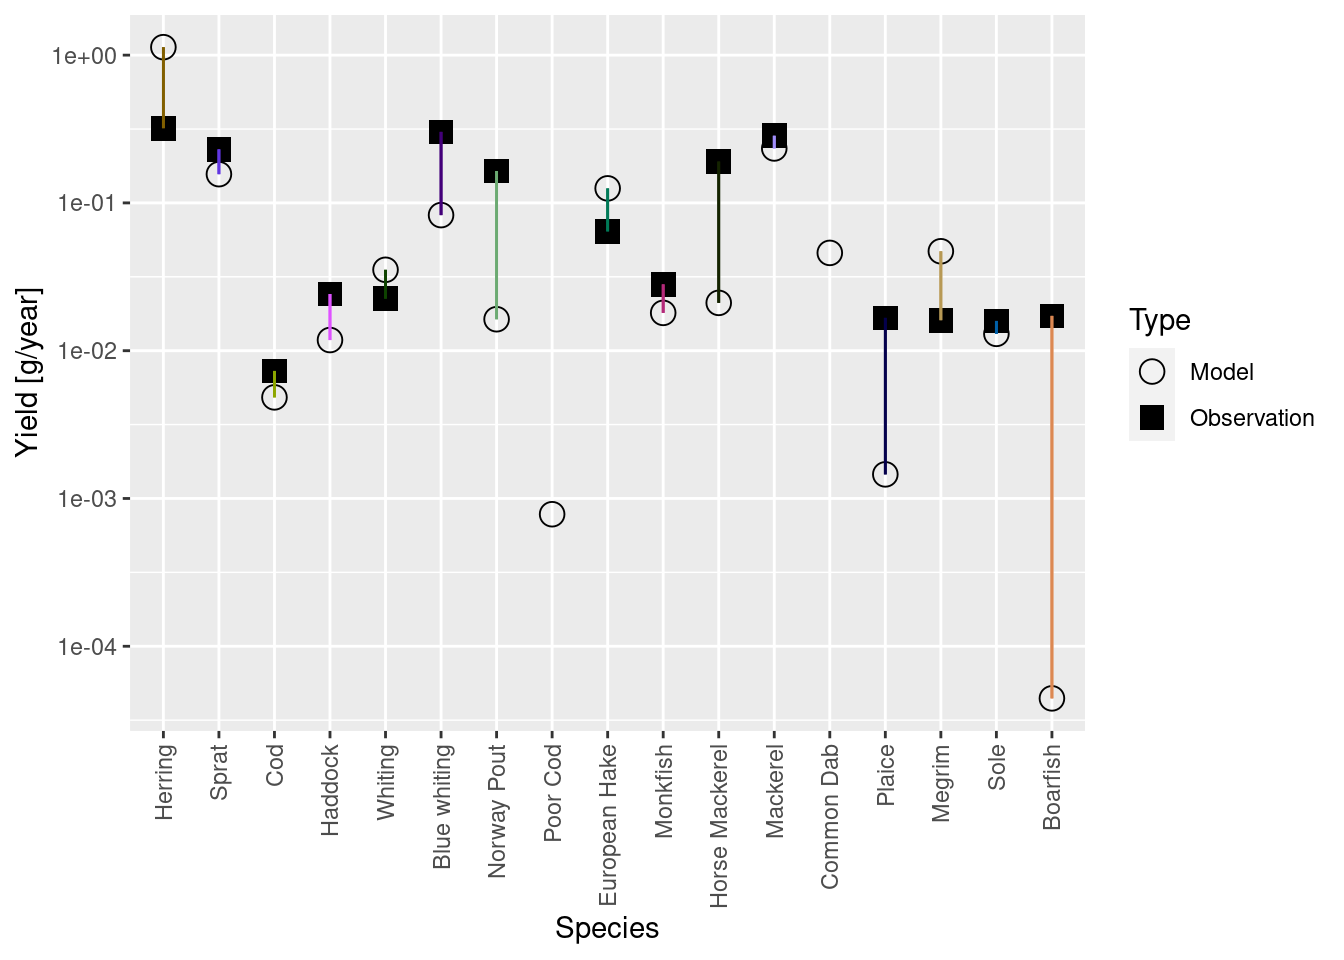 1e+00
1e-01
1e-02
1e-03
1e-04
Yield [g/year]
Herring
Sprat
Cod
Haddock
Whiting
Blue whiting
Norway Pout
Poor Cod
European Hake
Monkfish
Horse Mackerel
Mackerel
Common Dab
Plaice
Megrim
Sole
Boarfish
Species
Type
Model
Observation